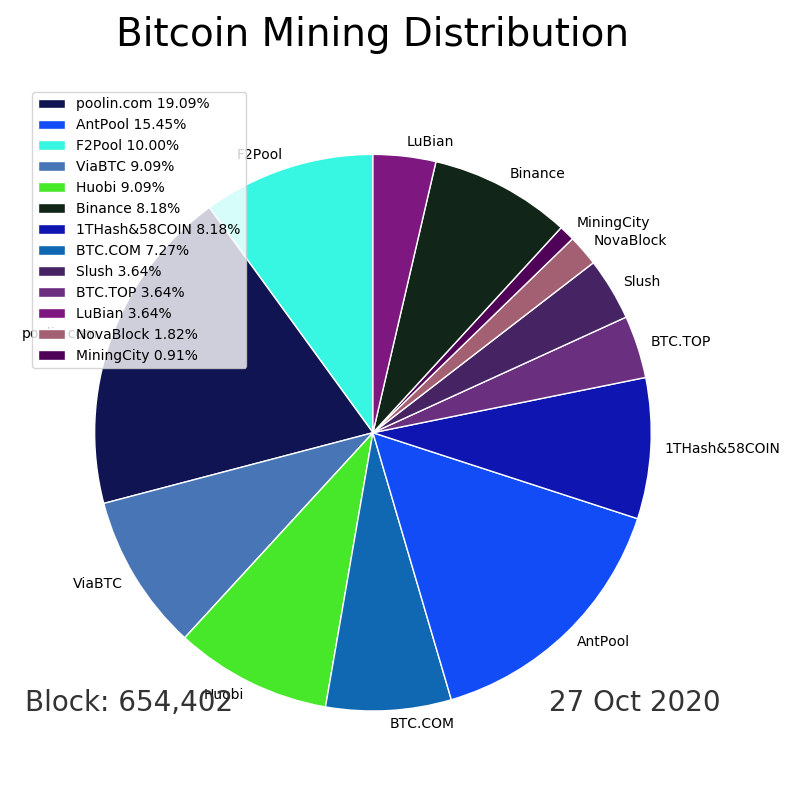 Bitcoin Mining Distribution
poolin.com 19.09%
AntPool 15.45%
F2Pool 10.00%
ViaBTC 9.09%
Huobi 9.09%
Binance 8.18%
1THash&58COIN 8.18%
BTC.COM 7.27%
Slush 3.64%
BTC.TOP 3.64%
LuBian 3.64%
NovaBlock 1.82%
MiningCity 0.91%
LuBian
F2Pool
Binance
MiningCity
NovaBlock
Slush
poolin.com
BTC.TOP
1THash&58COIN
ViaBTC
AntPool
Huobi
BTC.COM
Block: 654,402
27 Oct 2020